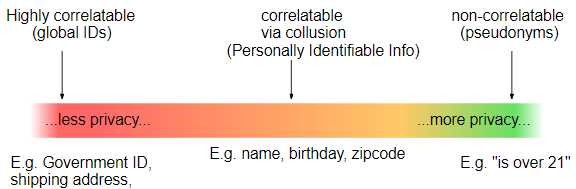 Highly correlatable
(global IDs)
correlatable
via collusion
(Personally Identifiable Info)
non-correlatable
(pseudonyms)
...less privacy...
...more privacy...
E.g. Government ID,
shipping address,
E.g. name, birthday, zipcode
E.g. "is over 21"